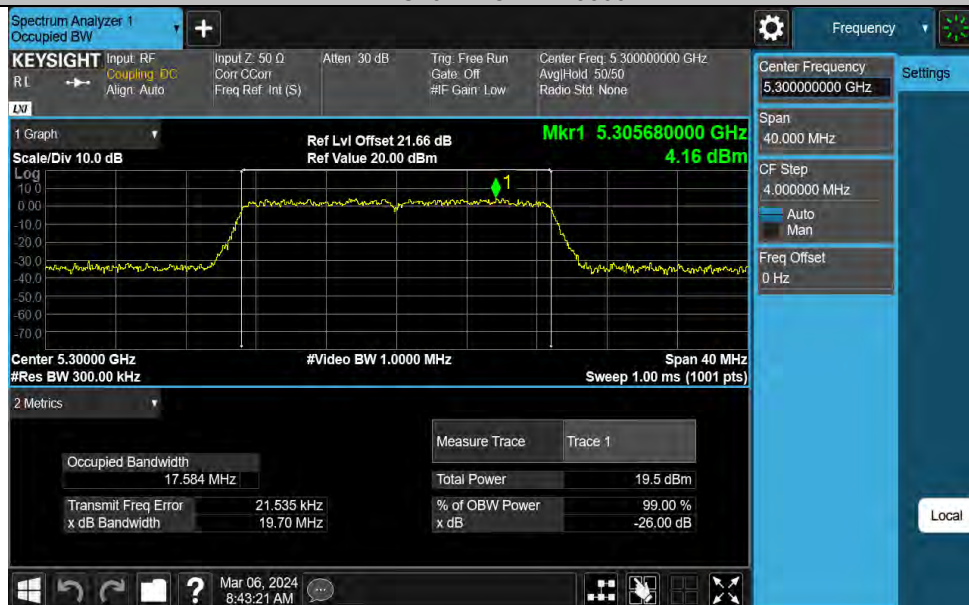 Spectrum Analyzer 1
Occupied BW
+
Frequency
KEYSIGHT
Input: RF
Coupling: DC
Align: Auto
Input Z: 50 Ω
Corr CCorr
Freq Ref: Int (S)
Atten: 30 dB
Trig: Free Run
Gate: Off
#IF Gain: Low
Center Freq: 5.300000000 GHz
Avg|Hold: 50/50
Radio Std: None
LXI
Center Frequency
5.300000000 GHz
Settings
Span
40.000 MHz
CF Step
4.000000 MHz
Auto
Man
Freq Offset
0 Hz
1 Graph
Scale/Div 10.0 dB
Ref Lvl Offset 21.66 dB
Ref Value 20.00 dBm
Mkr1 5.305680000 GHz
4.16 dBm
Log
10.0
0.00
-10.0
-20.0
-30.0
-40.0
-50.0
-60.0
-70.0
1
Center 5.30000 GHz
#Res BW 300.00 kHz
#Video BW 1.0000 MHz
Span 40 MHz
Sweep 1.00 ms (1001 pts)
2 Metrics
Measure Trace
Trace 1
Occupied Bandwidth
17.584 MHz
Total Power
19.5 dBm
Transmit Freq Error
21.535 kHz
% of OBW Power
99.00 %
x dB Bandwidth
19.70 MHz
x dB
-26.00 dB
Local
?
Mar 06, 2024
8:43:21 AM